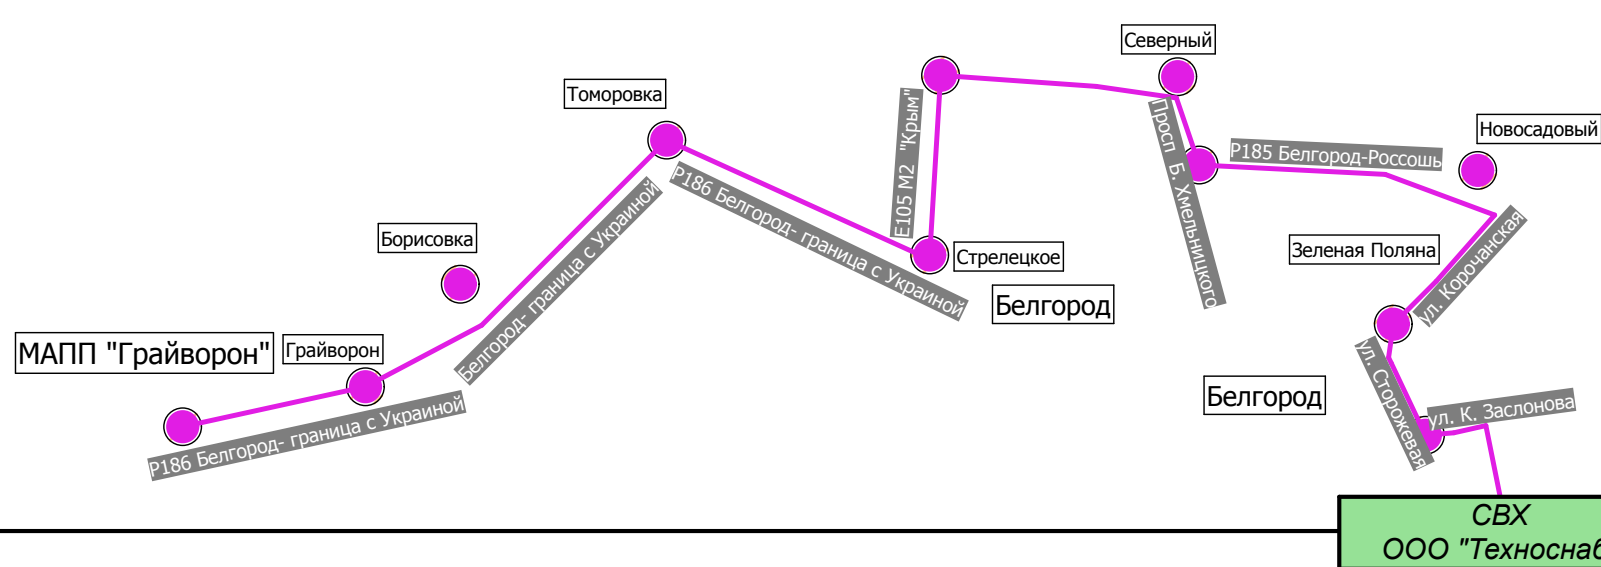 Северный
Томоровка
Новосадовый
Р185 Белгород-Россошь
Е105 М2 "Крым"
Просп Б. Хмельницкого
Р186 Белгород- граница с Украиной
Белгород- граница с Украиной
Борисовка
Стрелецкое
Зеленая Поляна
ул. Корочанская
Белгород
МАПП "Грайворон"
Грайворон
ул. Сторожевая
Белгород
ул. К. Заслонова
Р186 Белгород- граница с Украиной
СВХ
ООО "Техноснаб